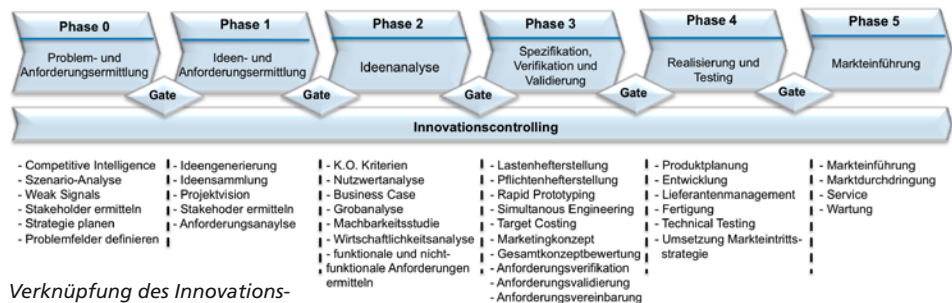 Phase 0
Problem- und
Anforderungsermittlung
Gate
Phase 1
Ideen- und
Anforderungsermittlung
Gate
Phase 2
Ideenanalyse
Gate
Phase 3
Spezifikation,
Verifikation und
Validierung
Gate
Phase 4
Realisierung und
Testing
Gate
Phase 5
Markteinführung
Innovationscontrolling
- Competitive Intelligence
- Szenario-Analyse
- Weak Signals
- Stakeholder ermitteln
- Strategie planen
- Problemfelder definieren
- Ideengenerierung
- Ideensammlung
- Projektvision
- Stakehoder ermitteln
- Anforderungsanaylse
- K.O. Kriterien
- Nutzwertanalyse
- Business Case
- Grobanalyse
- Machbarkeitsstudie
- Wirtschaftlichkeitsanalyse
- funktionale und nicht-
funktionale Anforderungen
ermitteln
- Lastenhefterstellung
- Pflichtenhefterstellung
- Rapid Prototyping
- Simultanous Engineering
- Target Costing
- Marketingkonzept
- Gesamtkonzeptbewertung
- Anforderungsverifikation
- Anforderungsvalidierung
- Anforderungsvereinbarung
- Produktplanung
- Entwicklung
- Lieferantenmanagement
- Fertigung
- Technical Testing
- Umsetzung Markteintritts-
strategie
- Markteinführung
- Marktdurchdringung
- Service
- Wartung
Verknüpfung des Innovations-